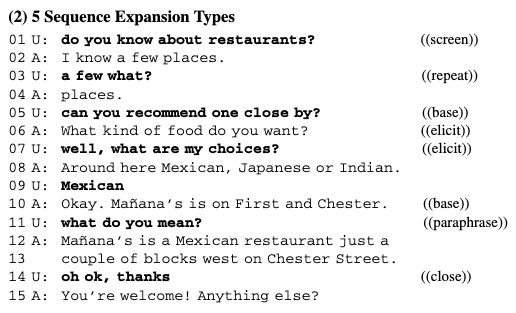 (2) 5 Sequence Expansion Types
01 U: do you know about restaurants? ((screen))
02 A: I know a few places.
03 U: a few what? ((repeat))
04 A: places.
05 U: can you recommend one close by? ((base))
06 A: What kind of food do you want? ((elicit))
07 U: well, what are my choices? ((elicit))
08 A: Around here Mexican, Japanese or Indian.
09 U: Mexican
10 A: Okay. Mañana's is on First and Chester. ((base))
11 U: what do you mean? ((paraphrase))
12 A: Mañana's is a Mexican restaurant just a
13 couple of blocks west on Chester Street.
14 U: oh ok, thanks ((close))
15 A: You're welcome! Anything else?